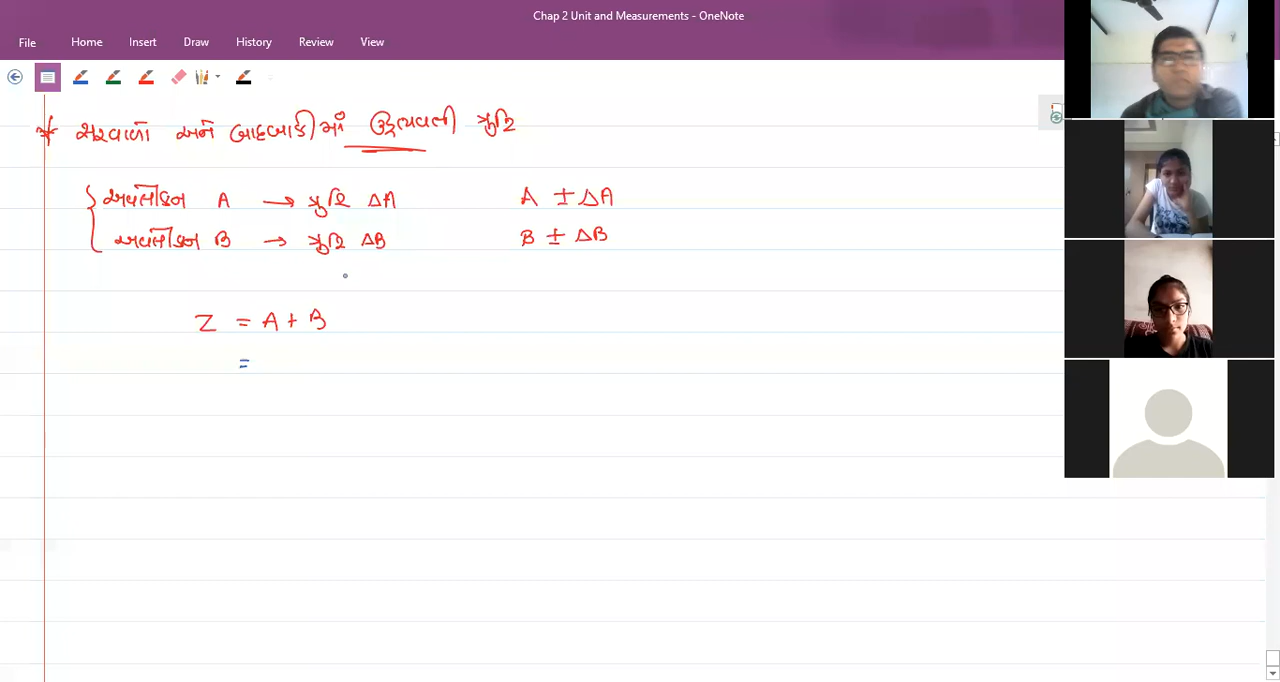 Chap 2 Unit and Measurements - OneNote
File Home Insert Draw History Review View
* સરવાળા અને બાદબાકીમાં ઉદ્ભવતી ત્રુટિ
અવલોકન A → ત્રુટિ ΔA A ± ΔA
અવલોકન B → ત્રુટિ ΔB B ± ΔB
Z = A + B
=